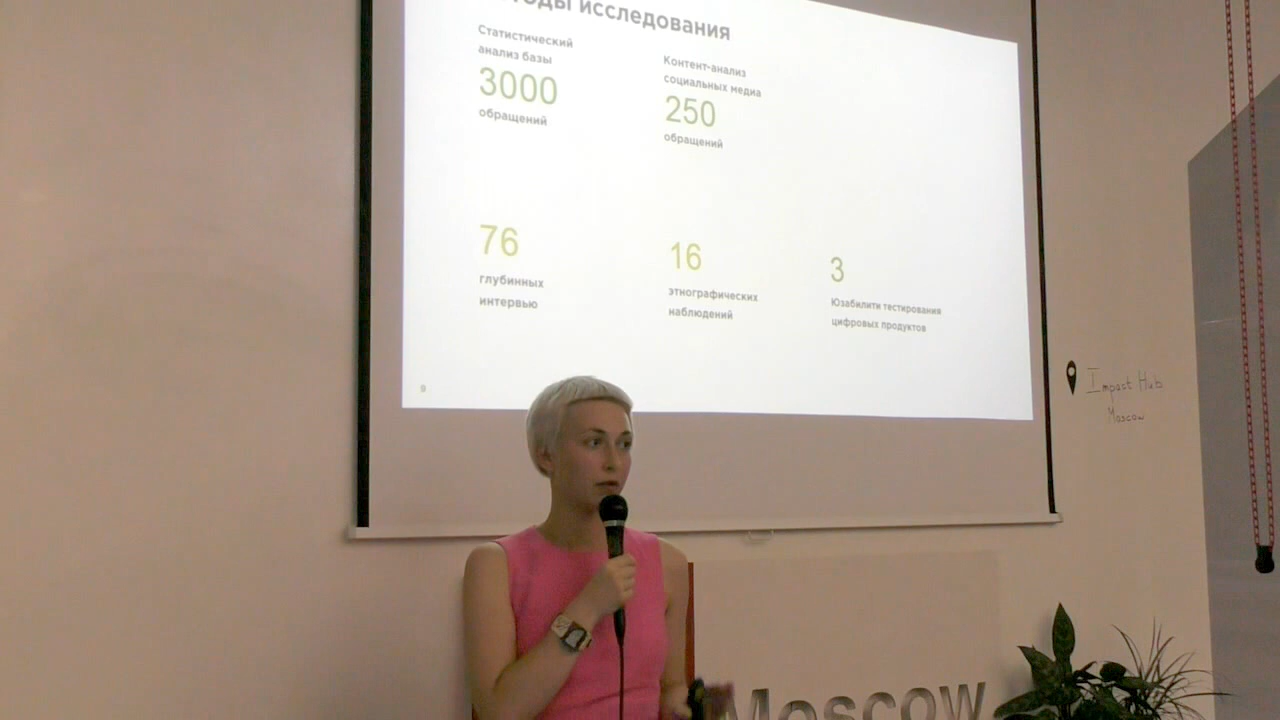 Методы исследования
Статистический
анализ базы
3000
обращений
Контент-анализ
социальных медиа
250
обращений
76
глубинных
интервью
16
этнографических
наблюдений
3
Юзабилити тестирования
цифровых продуктов
9
Impact Hub
Moscow
Moscow